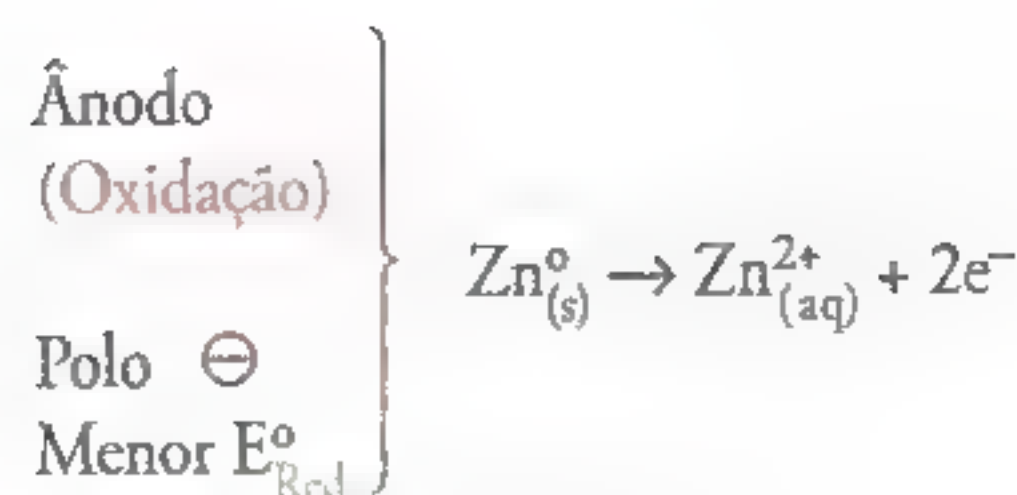 Ânodo
(Oxidação)
Zn°(s) → Zn²⁺(aq) + 2e⁻
Polo ⊖
Menor E°Red